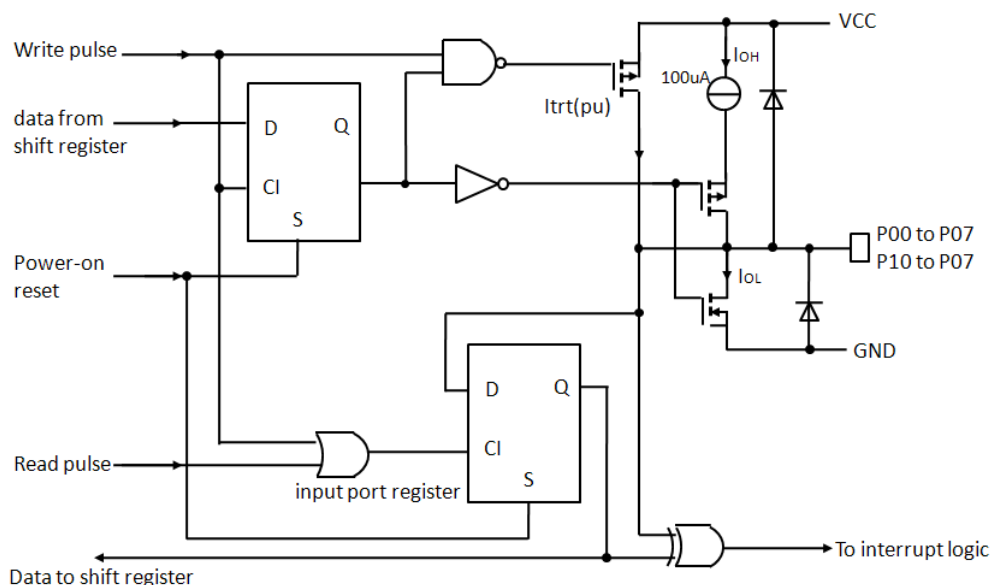 Write pulse
VCC
IOH
100uA
Itrt(pu)
data from
shift register
D
Q
CI
S
P00 to P07
P10 to P07
Power-on
reset
IOL
GND
D
Q
CI
S
Read pulse
input port register
To interrupt logic
Data to shift register